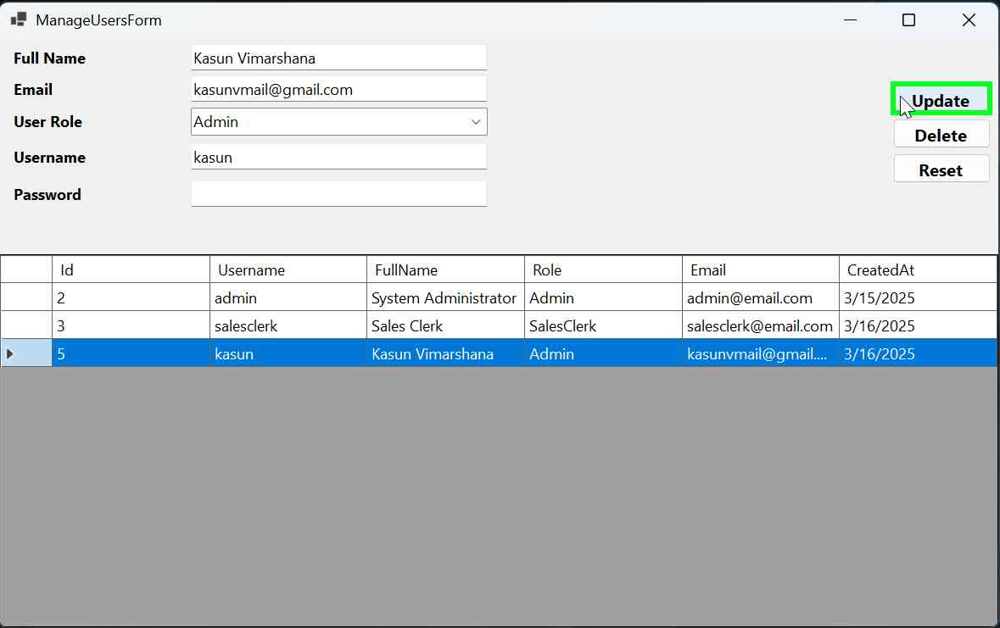 ManageUsersForm
Full Name Kasun Vimarshana
Email kasunvmail@gmail.com
Update
User Role Admin
Delete
Username kasun
Reset
Password
Id Username FullName Role Email CreatedAt
2 admin System Administrator Admin admin@email.com 3/15/2025
3 salesclerk Sales Clerk SalesClerk salesclerk@email.com 3/16/2025
5 kasun Kasun Vimarshana Admin kasunvmail@gmail.... 3/16/2025